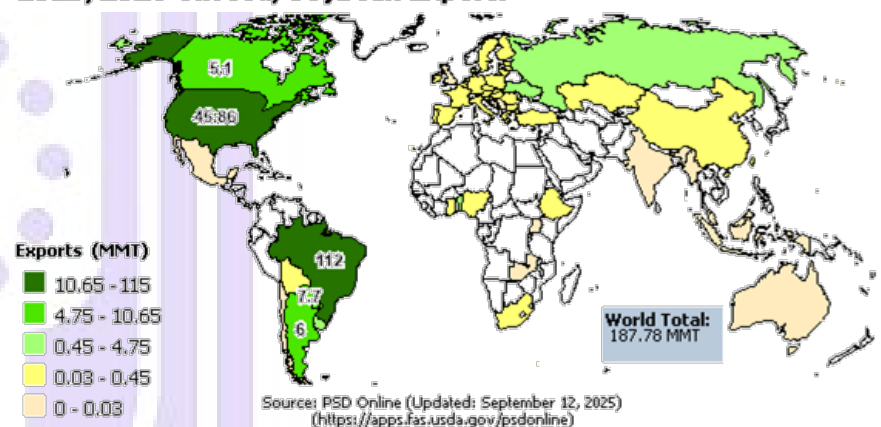 5.1
45.86
112
7.7
6
Exports (MMT)
10.65 - 115
4.75 - 10.65
0.45 - 4.75
0.03 - 0.45
0 - 0.03
World Total:
187.78 MMT
Source: PSD Online (Updated: September 12, 2025)
(https://apps.fas.usda.gov/psdonline)